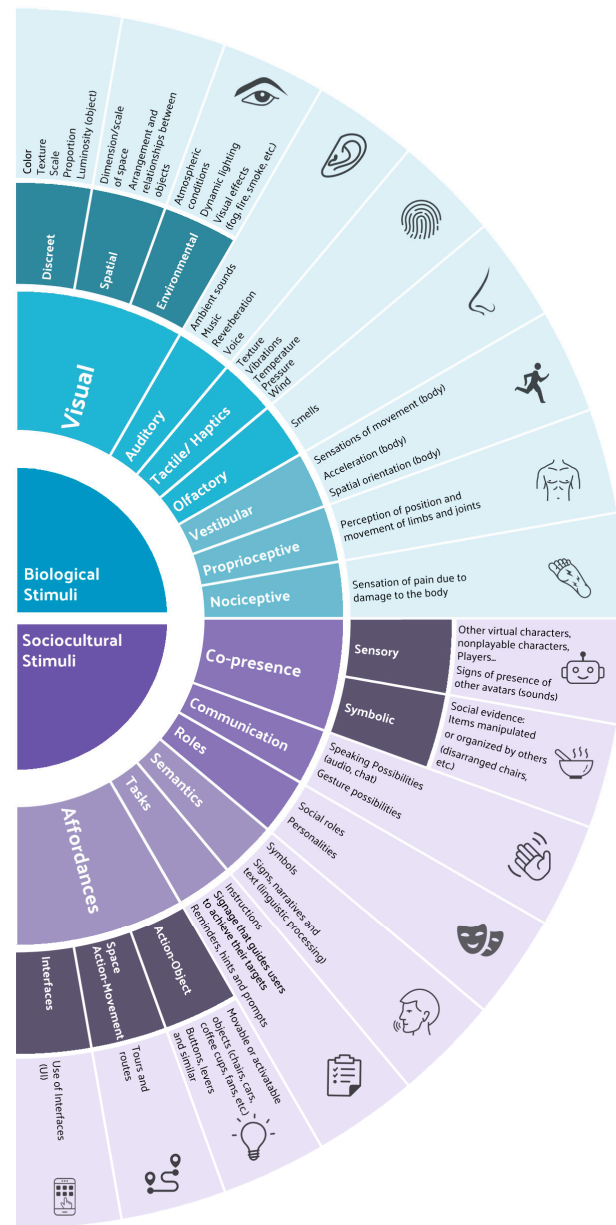 Color
Texture
Scale
Proportion
Luminosity (object)
Dimension/scale
of space
Arrangement and
relationships between
objects
Atmospheric
conditions
Dynamic lighting
Visual effects
(fog, fire, smoke, etc.)
Discreet
Spatial
Environmental
Ambient sounds
Music
Reverberation
Voice
Texture
Vibrations
Temperature
Pressure
Wind
Smells
Sensations of movement (body)
Acceleration (body)
Spatial orientation (body)
Perception of position and
movement of limbs and joints
Sensation of pain due to
damage to the body
Visual
Auditory
Tactile/ Haptics
Olfactory
Vestibular
Proprioceptive
Nociceptive
Biological
Stimuli
Sociocultural
Stimuli
Co-presence
Communication
Roles
Semantics
Tasks
Affordances
Sensory
Symbolic
Other virtual characters,
nonplayable characters,
Players...
Signs of presence of
other avatars (sounds)
Social evidence:
Items manipulated
or organized by others
(disarranged chairs,
etc.)
Speaking Possibilities
(audio, chat)
Gesture possibilities
Social roles
Personalities
Symbols
Signs, narratives and
text (linguistic processing)
Instructions
Signage that guides users
to achieve their targets
Reminders, hints and prompts
Action-Object
Space
Action-Movement
Interfaces
Movable or activatable
objects (chairs, cars,
coffee cups, fans, etc.)
Buttons, levers
and similar
Tours and
routes
Use of Interfaces
(UI)